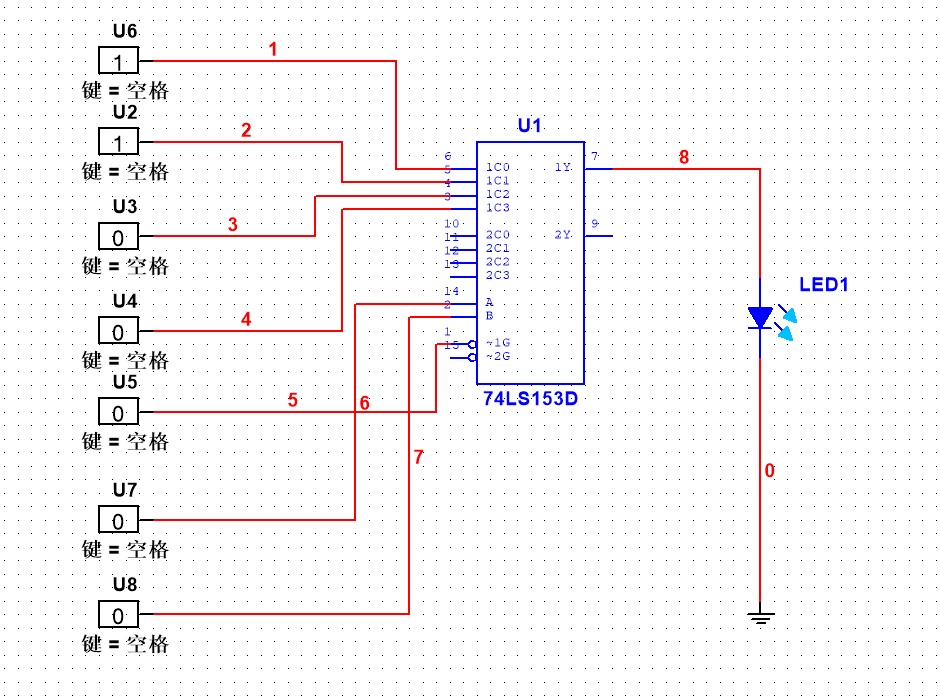 U6
1
1
键 = 空格
U2
1
2
键 = 空格
U3
0
3
键 = 空格
U4
0
4
键 = 空格
U5
0
5
6
键 = 空格
7
U7
0
键 = 空格
U8
0
键 = 空格
U1
6
5
4
3
1C0
1C1
1C2
1C3
10
11
12
13
2C0
2C1
2C2
2C3
14
2
A
B
1
15
~1G
~2G
1Y
7
2Y
9
74LS153D
8
LED1
0